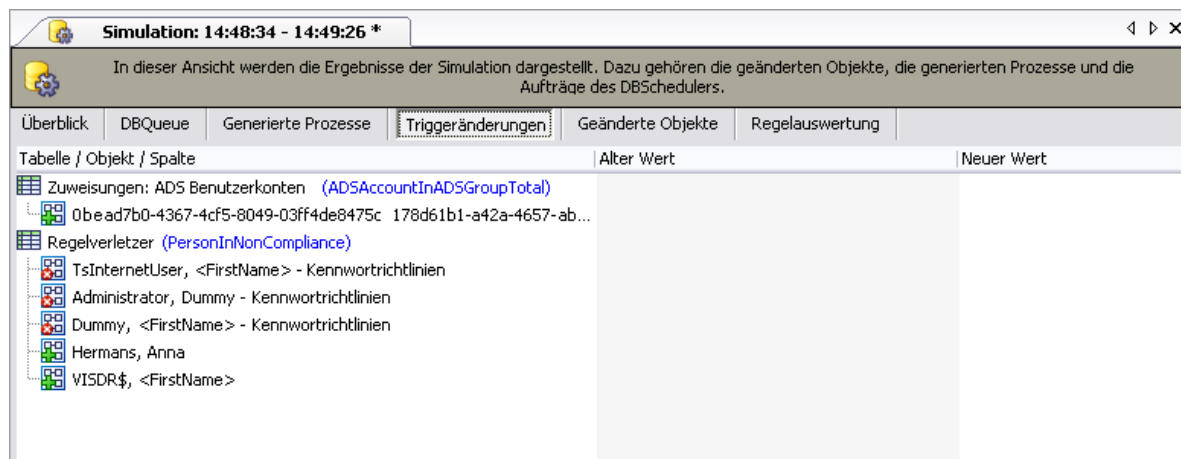 Simulation: 14:48:34 - 14:49:26 *
In dieser Ansicht werden die Ergebnisse der Simulation dargestellt. Dazu gehören die geänderten Objekte, die generierten Prozesse und die
Aufträge des DBSchedulers.
Überblick DBQueue Generierte Prozesse Triggeränderungen Geänderte Objekte Regelauswertung
Tabelle / Objekt / Spalte Alter Wert Neuer Wert
Zuweisungen: ADS Benutzerkonten (ADSAccountInADSGroupTotal)
0bead7b0-4367-4cf5-8049-03ff4de8475c 178d61b1-a42a-4657-ab...
Regelverletzer (PersonInNonCompliance)
TsInternetUser, <FirstName> - Kennwortrichtlinien
Administrator, Dummy - Kennwortrichtlinien
Dummy, <FirstName> - Kennwortrichtlinien
Hermans, Anna
VISDR$, <FirstName>